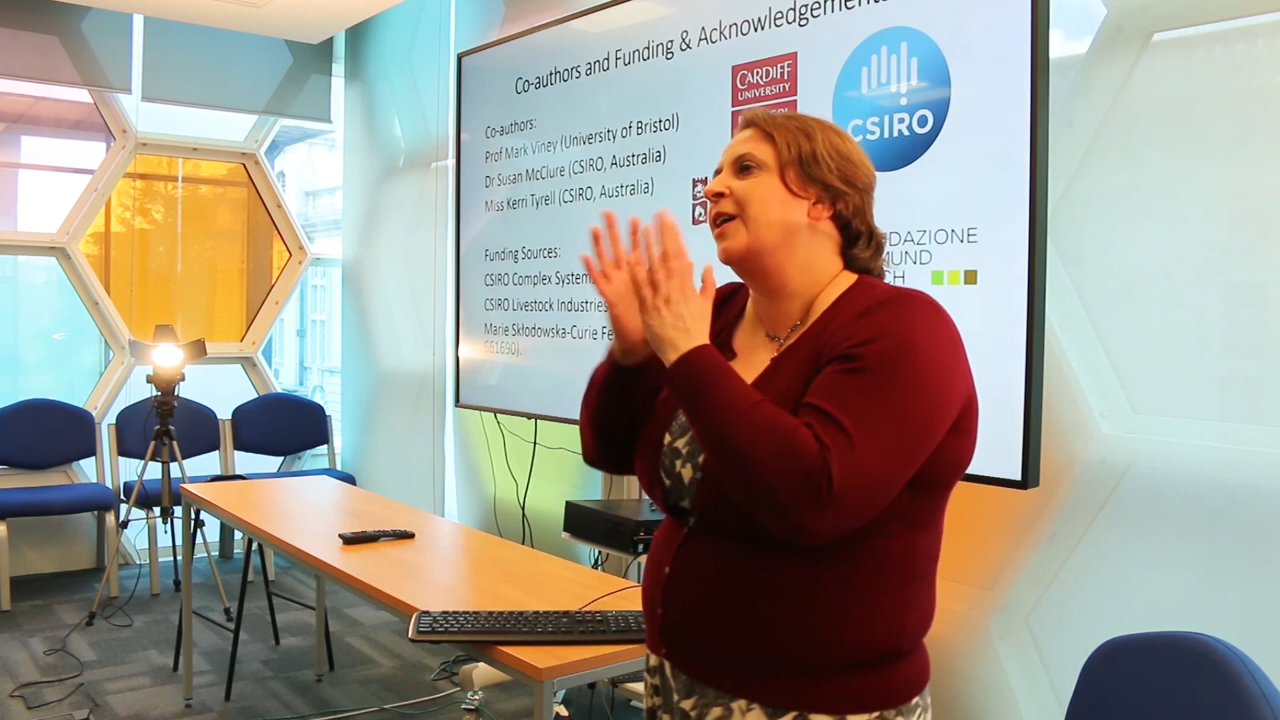 Co-authors and Funding & Acknowledgements
Co-authors:
Prof Mark Viney (University of Bristol)
Dr Susan McClure (CSIRO, Australia)
Miss Kerri Tyrell (CSIRO, Australia)
Funding Sources:
CSIRO Complex System
CSIRO Livestock Industries
Marie Skłodowska-Curie Fe
661690).
CARDIFF
UNIVERSITY
CSIRO
DAZIONE
MUND
CH